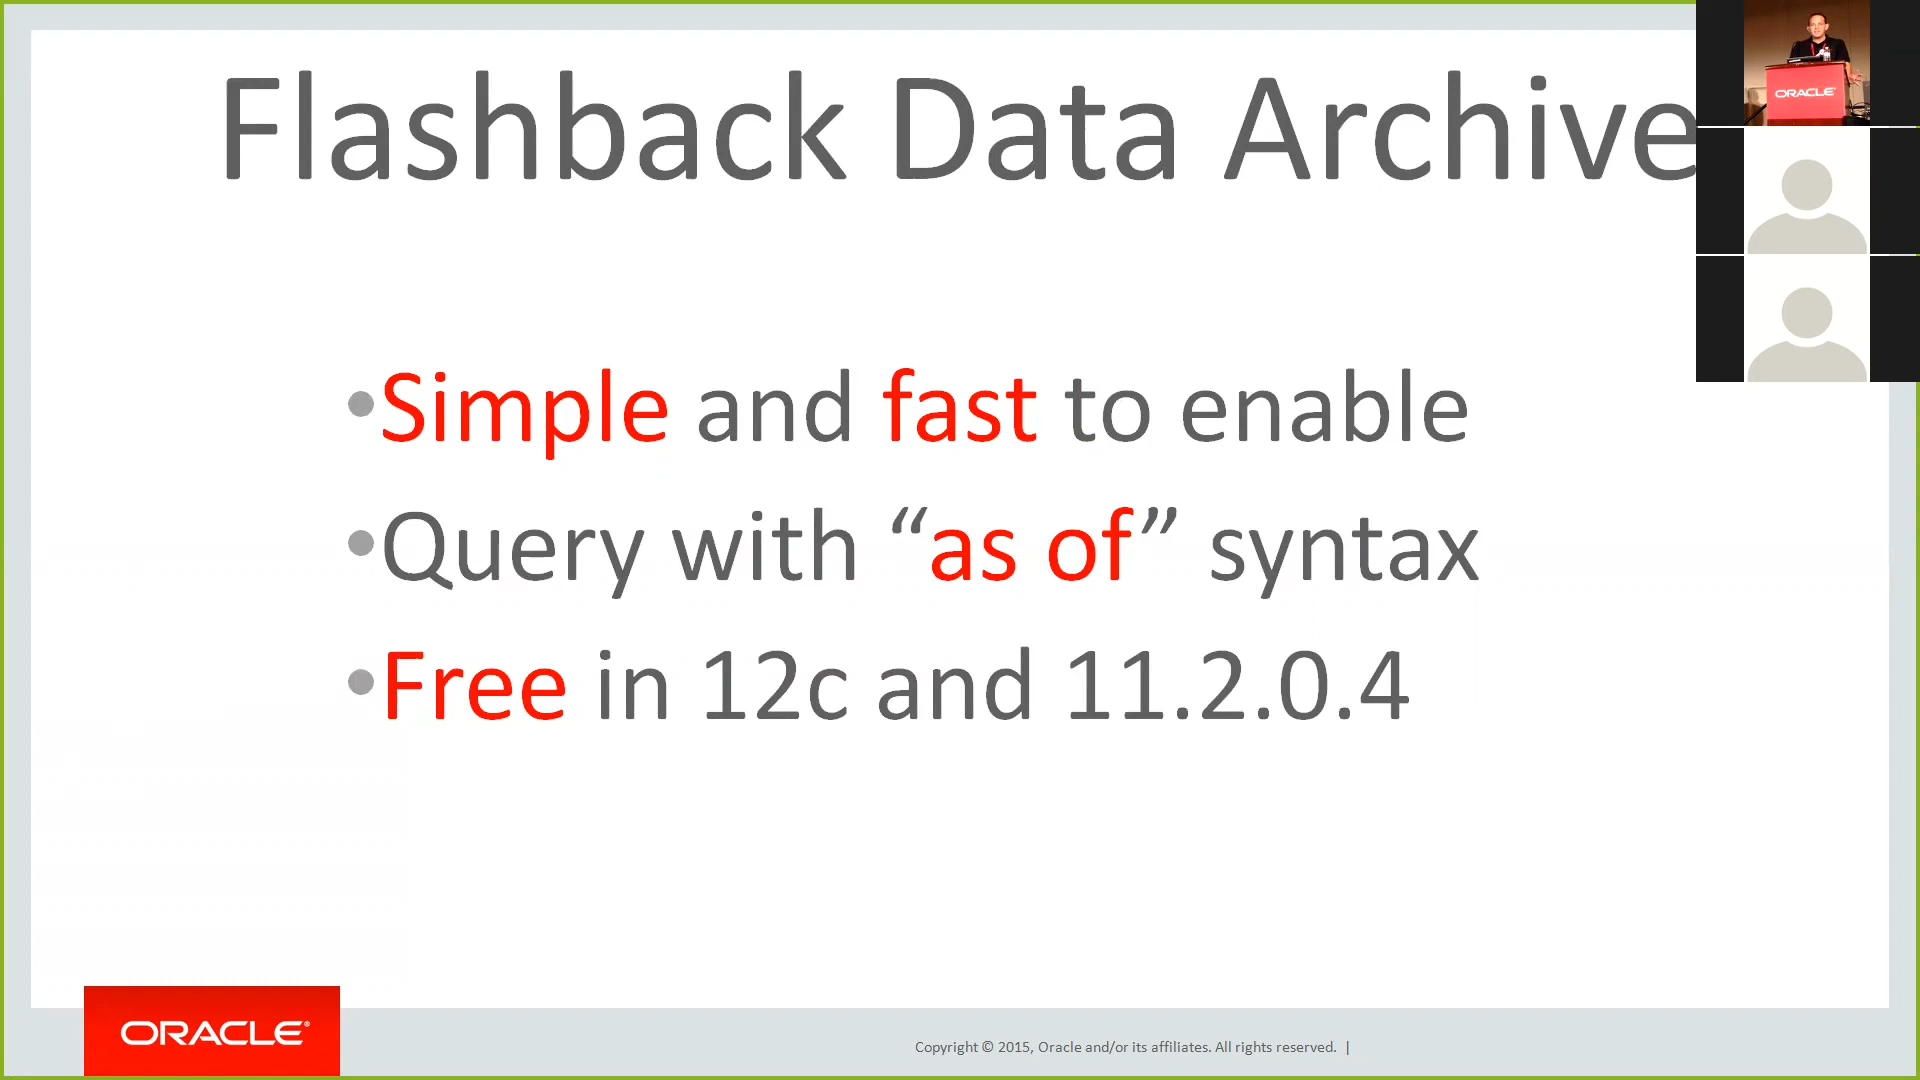 Flashback Data Archive
ORACLE
•Simple and fast to enable
•Query with “as of” syntax
•Free in 12c and 11.2.0.4
ORACLE®
Copyright © 2015, Oracle and/or its affiliates. All rights reserved. |